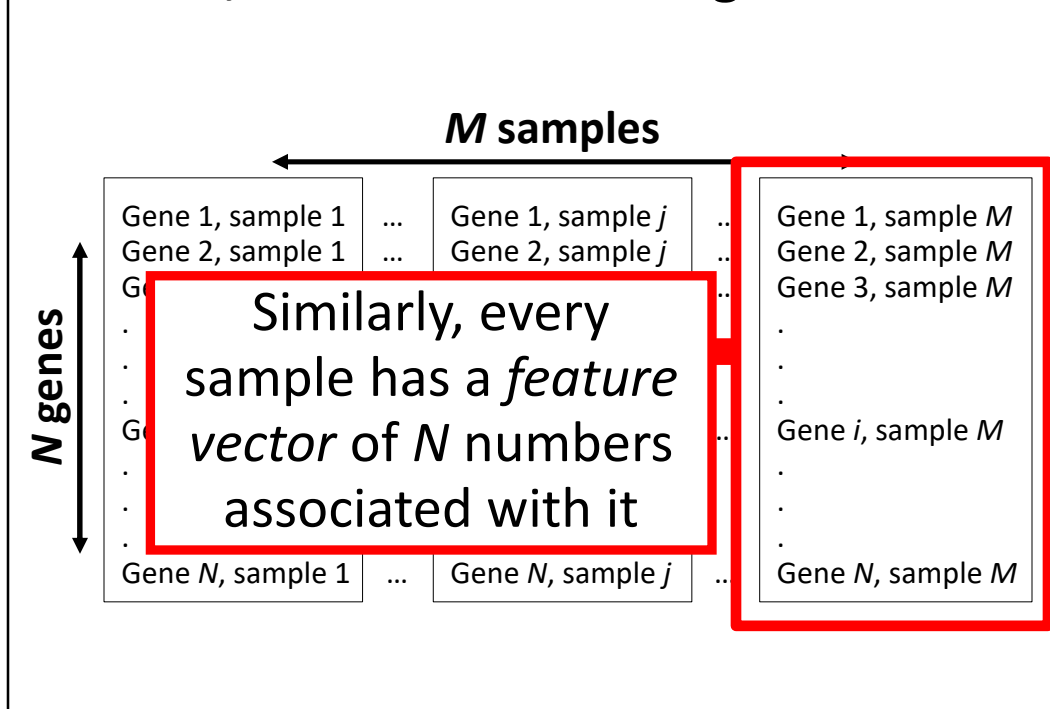 M samples
Gene 1, sample 1 ... Gene 1, sample j .. Gene 1, sample M
Gene 2, sample 1 ... Gene 2, sample j .. Gene 2, sample M
Gene 3, sample M
.
.
.
Gene i, sample M
.
.
.
Gene N, sample 1 ... Gene N, sample j ... Gene N, sample M
N genes
Similarly, every
sample has a feature
vector of N numbers
associated with it